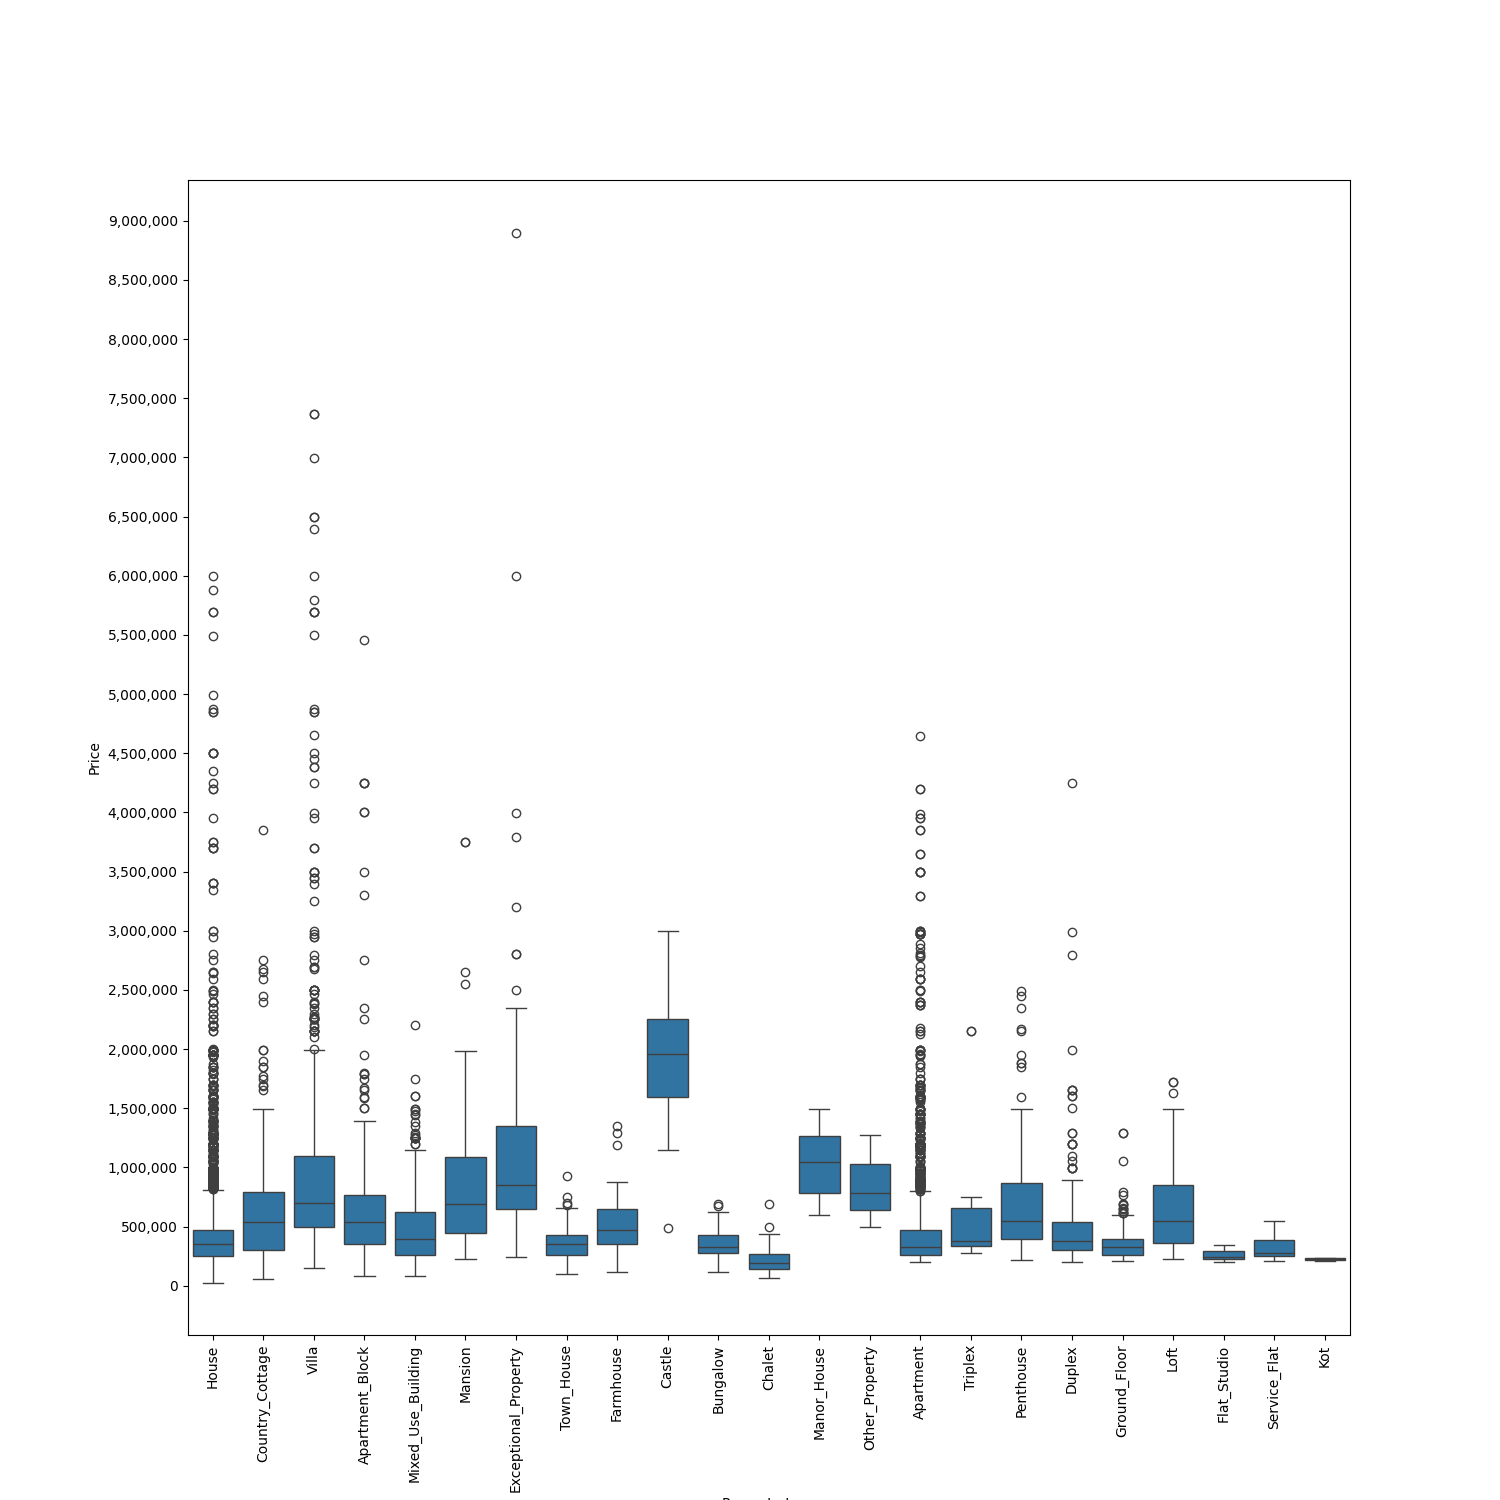 9,000,000
8,500,000
8,000,000
7,500,000
7,000,000
6,500,000
6,000,000
5,500,000
5,000,000
4,500,000
4,000,000
3,500,000
3,000,000
2,500,000
2,000,000
1,500,000
1,000,000
500,000
0
Price
House
Country_Cottage
Villa
Apartment_Block
Mixed_Use_Building
Mansion
Exceptional_Property
Town_House
Farmhouse
Castle
Bungalow
Chalet
Manor_House
Other_Property
Apartment
Triplex
Penthouse
Duplex
Ground_Floor
Loft
Flat_Studio
Service_Flat
Kot